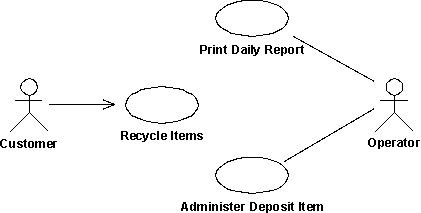 Print Daily Report
Customer
Recycle Items
Operator
Administer Deposit Item